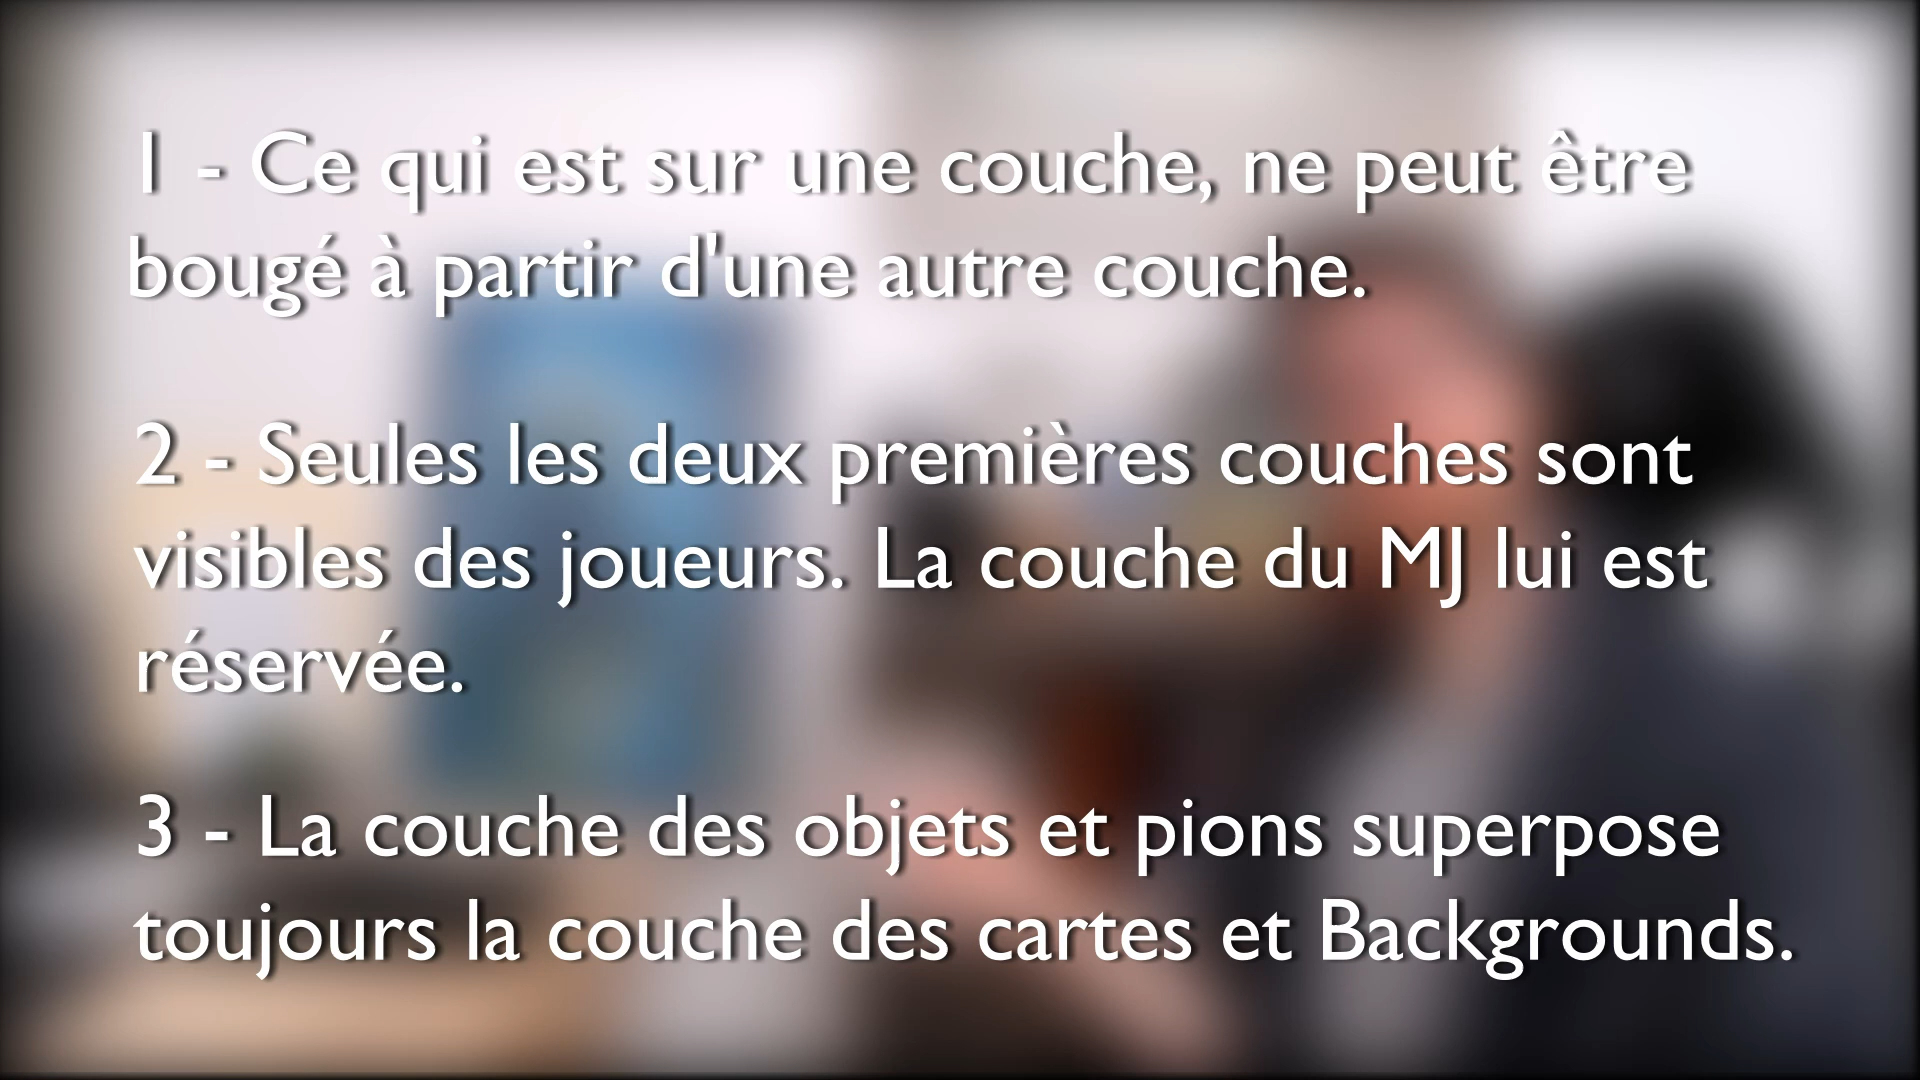 1 - Ce qui est sur une couche, ne peut être
bougé à partir d'une autre couche.
2 - Seules les deux premières couches sont
visibles des joueurs. La couche du MJ lui est
réservée.
3 - La couche des objets et pions superpose
toujours la couche des cartes et Backgrounds.